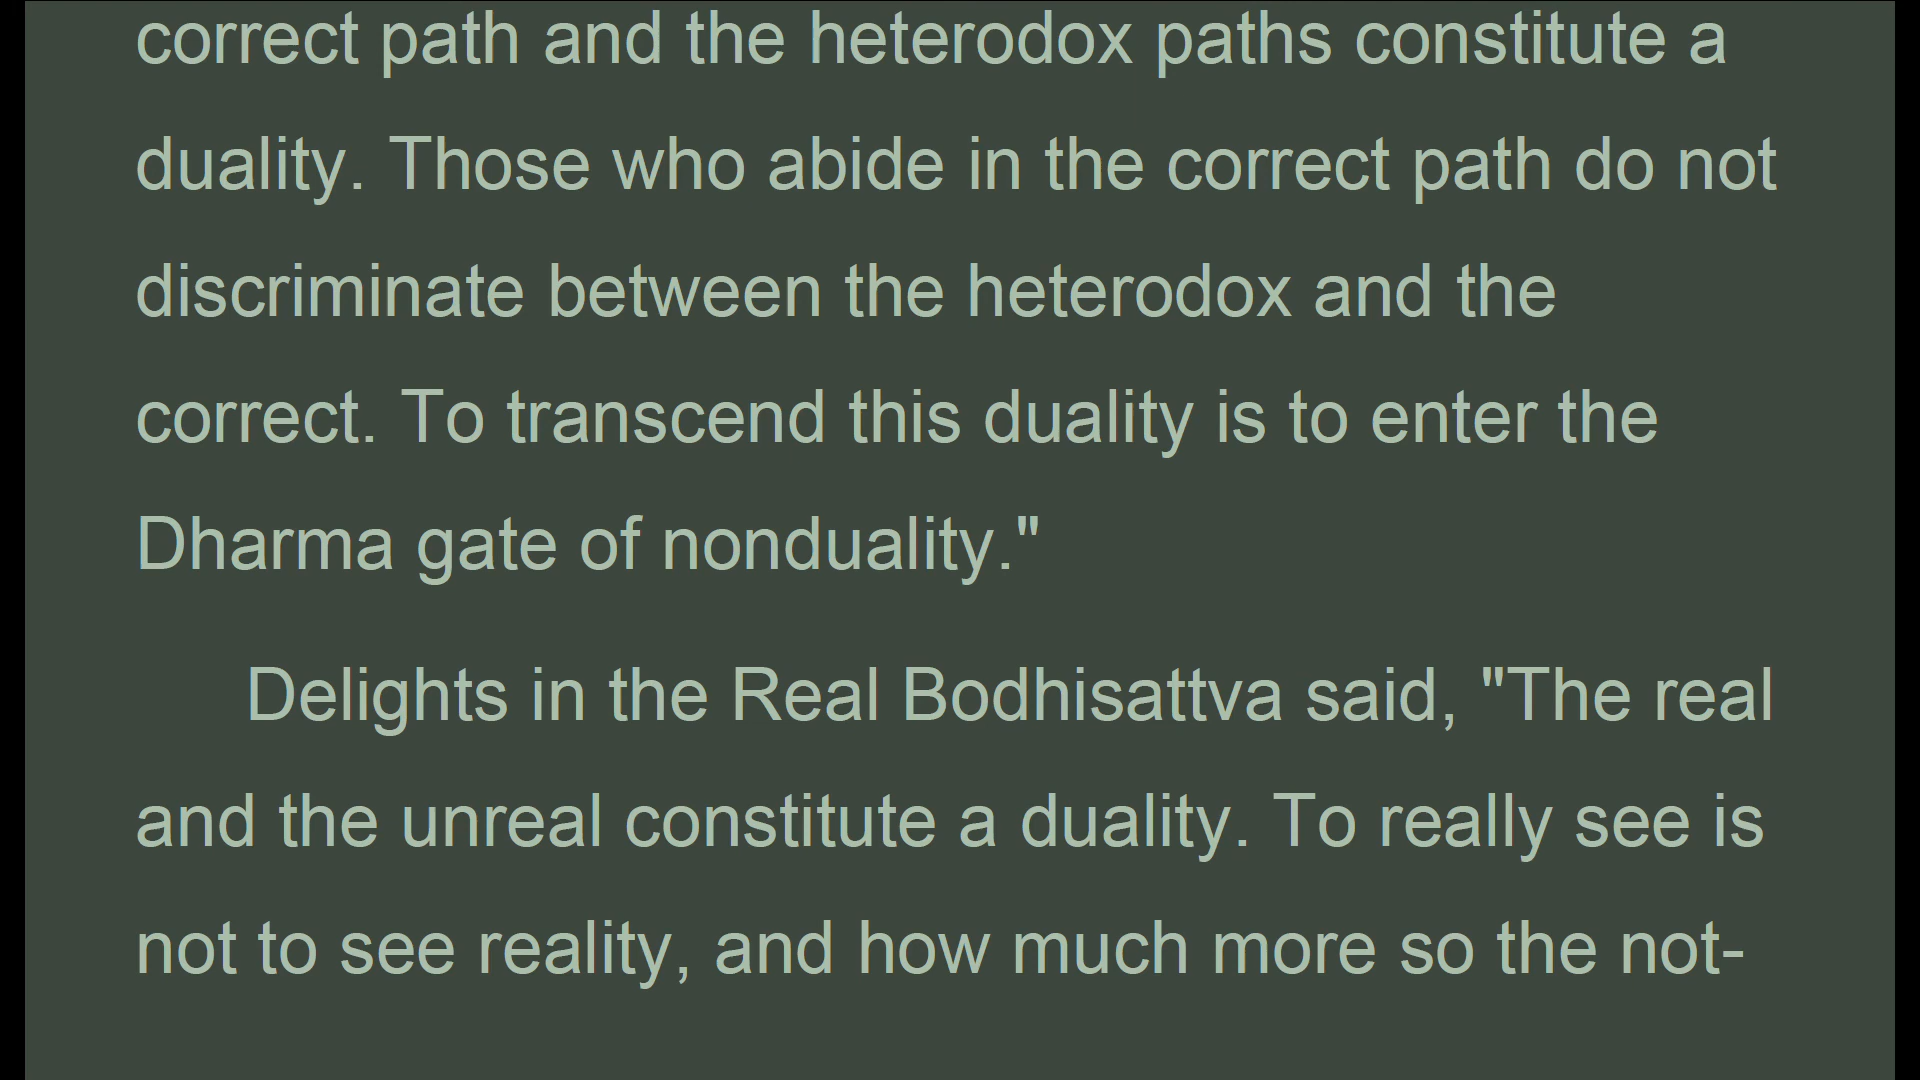 correct path and the heterodox paths constitute a
duality. Those who abide in the correct path do not
discriminate between the heterodox and the
correct. To transcend this duality is to enter the
Dharma gate of nonduality."
Delights in the Real Bodhisattva said, "The real
and the unreal constitute a duality. To really see is
not to see reality, and how much more so the not-